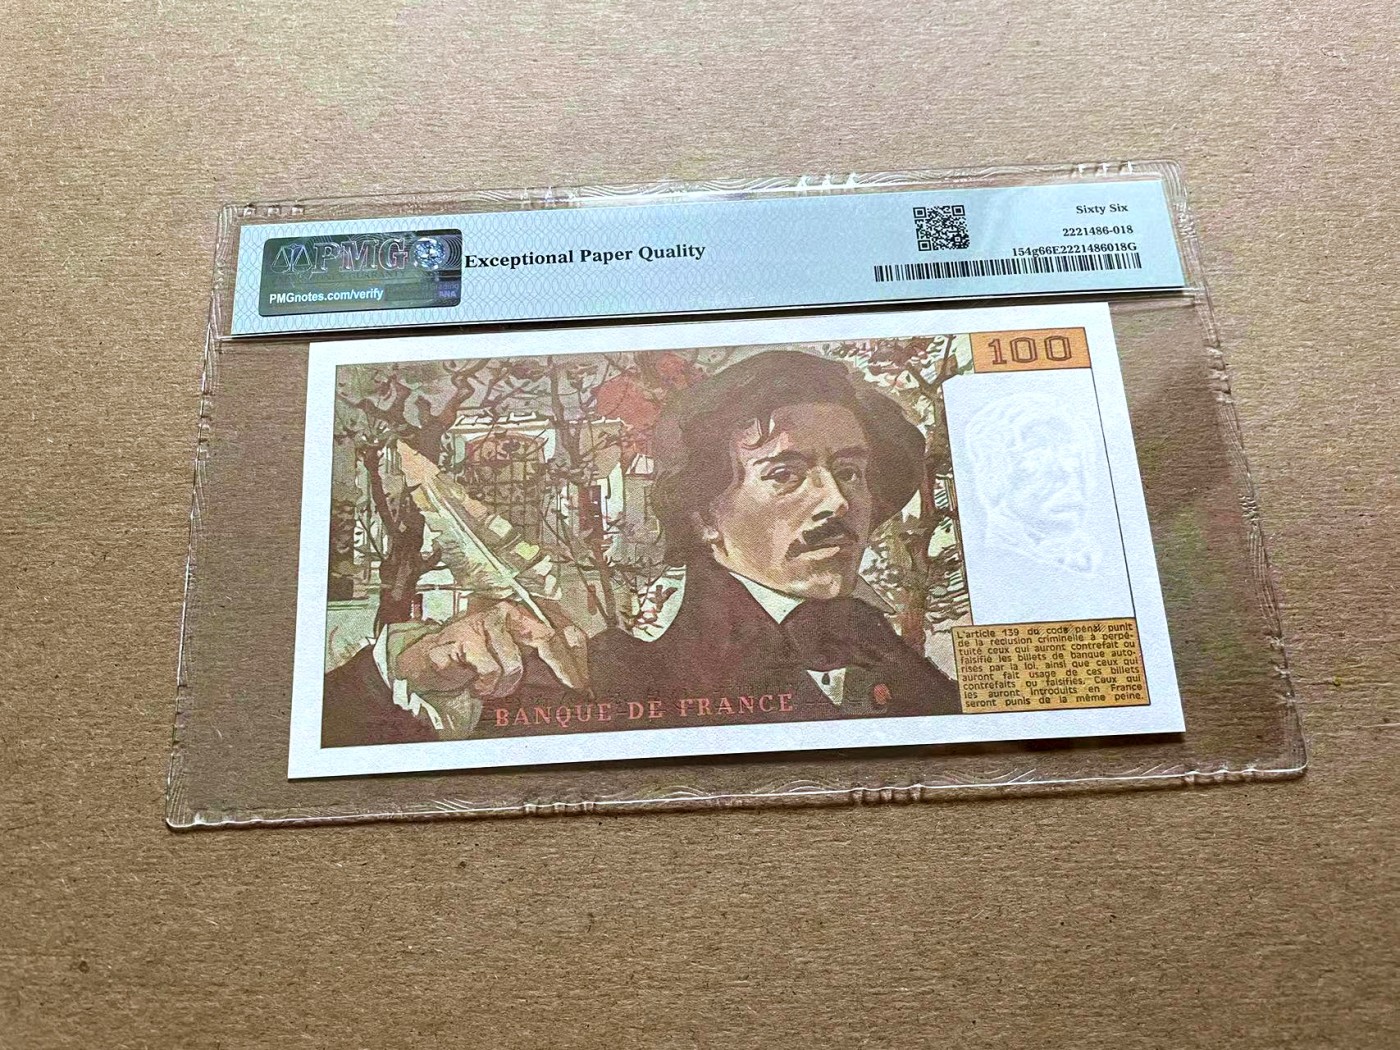 PMG
PMGnotes.com/verify
Exceptional Paper Quality
Sixty Six
2221486-018
154g66E2221486018G
100
L'article 139 du code pénal punit
de la réclusion criminelle à perpé-
tuité ceux qui auront contrefait ou
falsifié les billets de banque auto-
risés par la loi, ainsi que ceux qui
auront fait usage de ces billets
contrefaits ou falsifiés. Ceux qui
les auront introduits en France
seront punis de la même peine.
BANQUE DE FRANCE